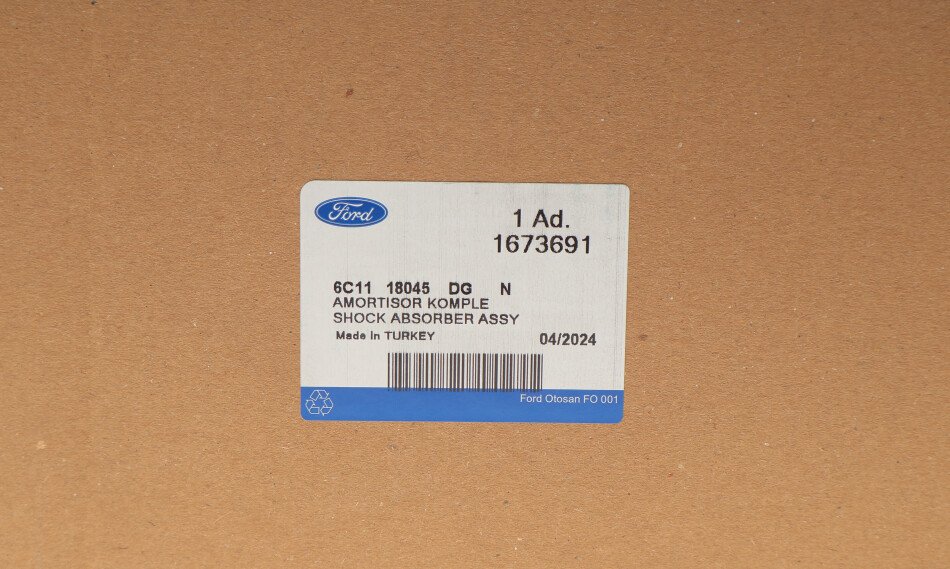 Ford
1 Ad.
1673691
6C11 18045 DG N
AMORTISOR KOMPLE
SHOCK ABSORBER ASSY
Made in TURKEY
04/2024
Ford Otosan FO 001